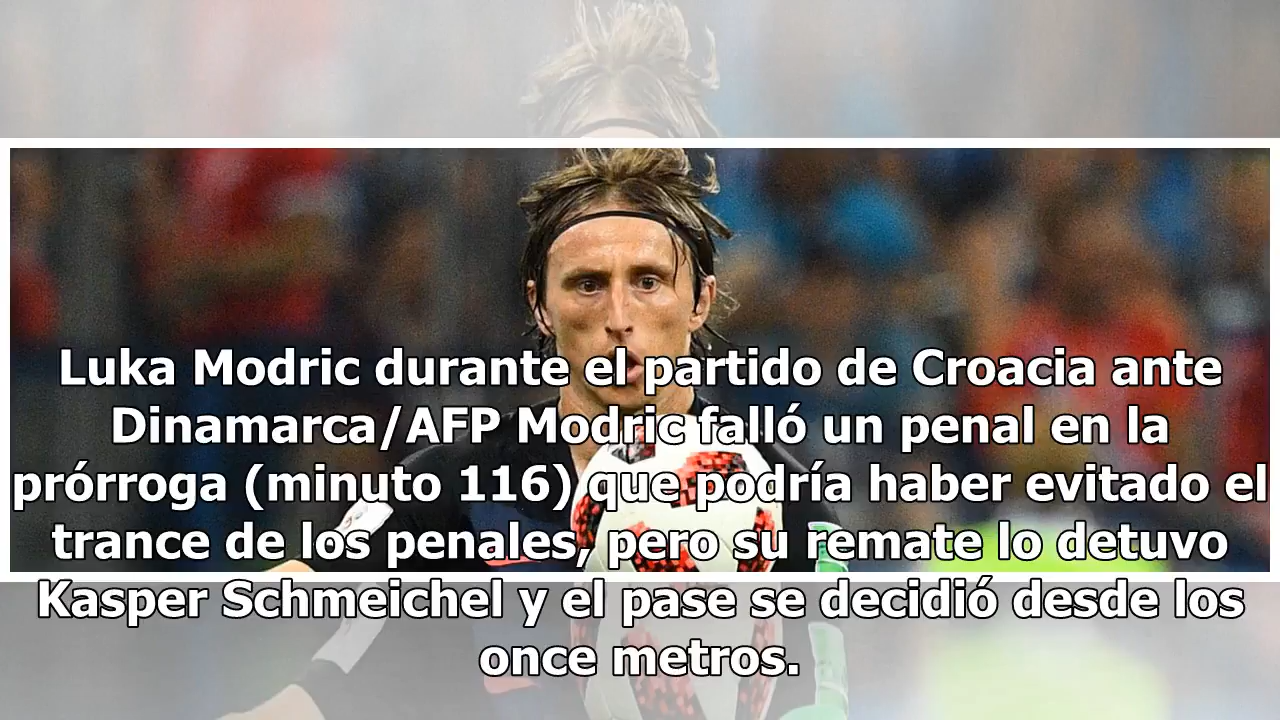 Luka Modric durante el partido de Croacia ante
Dinamarca/AFP Modric falló un penal en la
prórroga (minuto 116) que podría haber evitado el
trance de los penales, pero su remate lo detuvo
Kasper Schmeichel y el pase se decidió desde los
once metros.